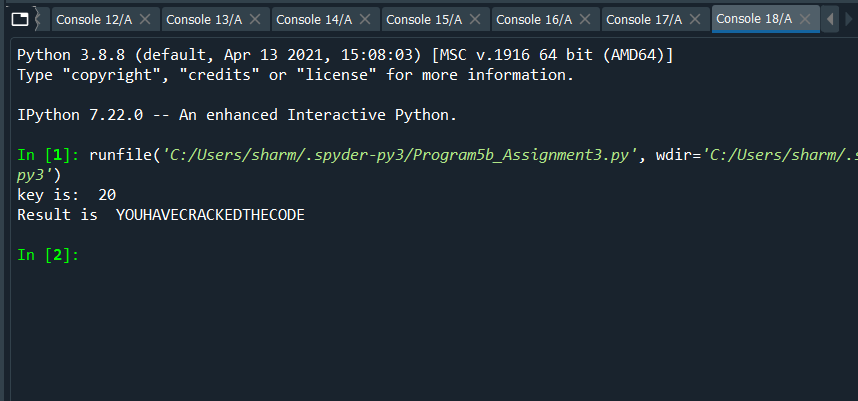 Console 12/A Console 13/A Console 14/A Console 15/A Console 16/A Console 17/A Console 18/A
Python 3.8.8 (default, Apr 13 2021, 15:08:03) [MSC v.1916 64 bit (AMD64)]
Type "copyright", "credits" or "license" for more information.
IPython 7.22.0 -- An enhanced Interactive Python.
In [1]: runfile('C:/Users/sharm/.spyder-py3/Program5b_Assignment3.py', wdir='C:/Users/sharm/.s
py3')
key is:  20
Result is  YOUHAVECRACKEDTHECODE
In [2]: